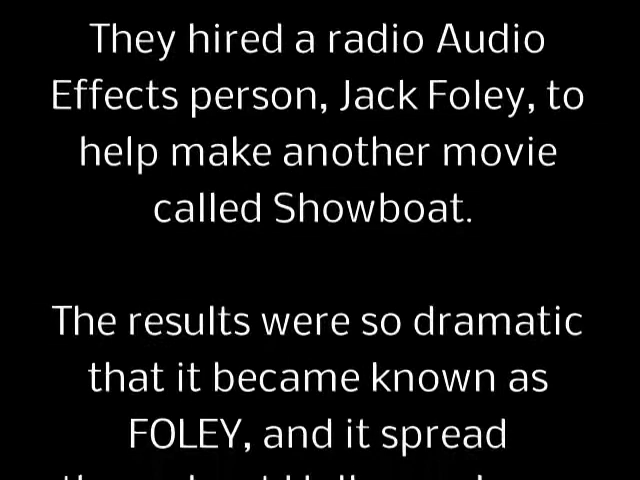 They hired a radio Audio
Effects person, Jack Foley, to
help make another movie
called Showboat.
The results were so dramatic
that it became known as
FOLEY, and it spread